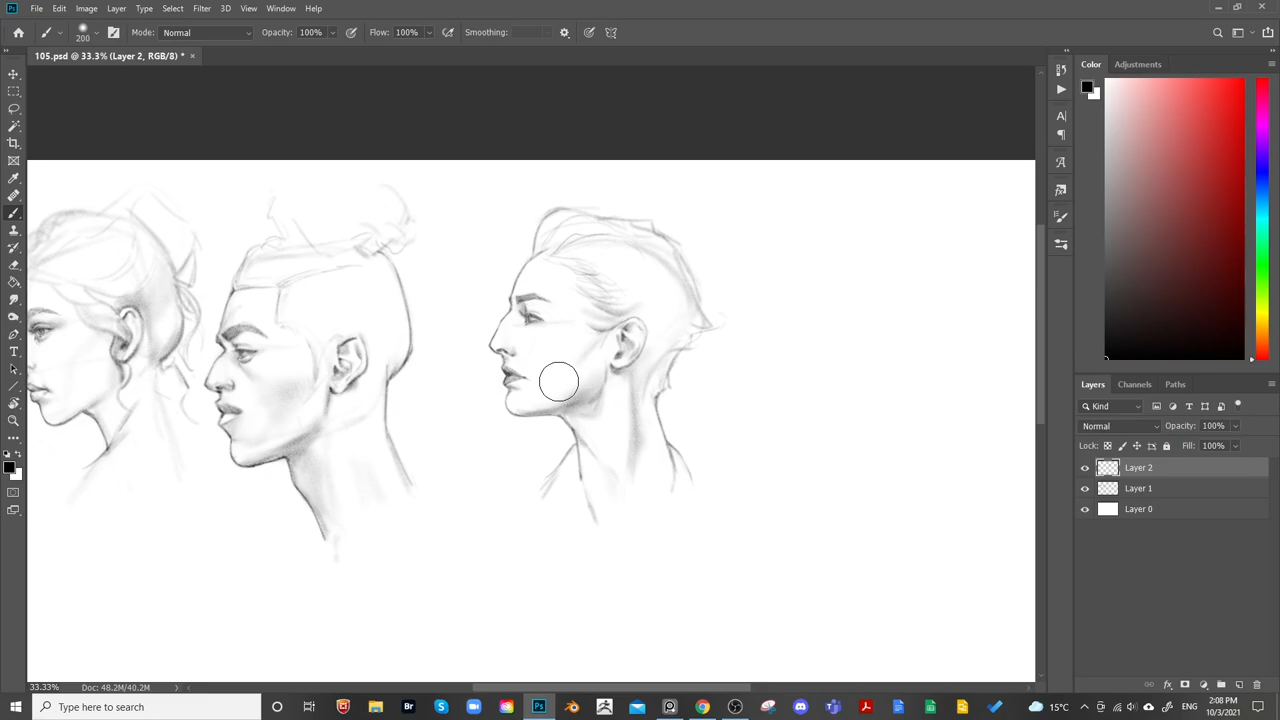 Ps File Edit Image Layer Type Select Filter 3D View Window Help
200 Mode: Normal Opacity: 100% Flow: 100% Smoothing:
105.psd @ 33.3% (Layer 2, RGB/8) * ×
Color Adjustments
Layers Channels Paths
Kind
Normal Opacity: 100%
Lock: Fill: 100%
Layer 2
Layer 1
Layer 0
33.33% Doc: 48.2M/40.2M
Type here to search
Br
Ps
15°C
ENG
2:08 PM
10/3/2021